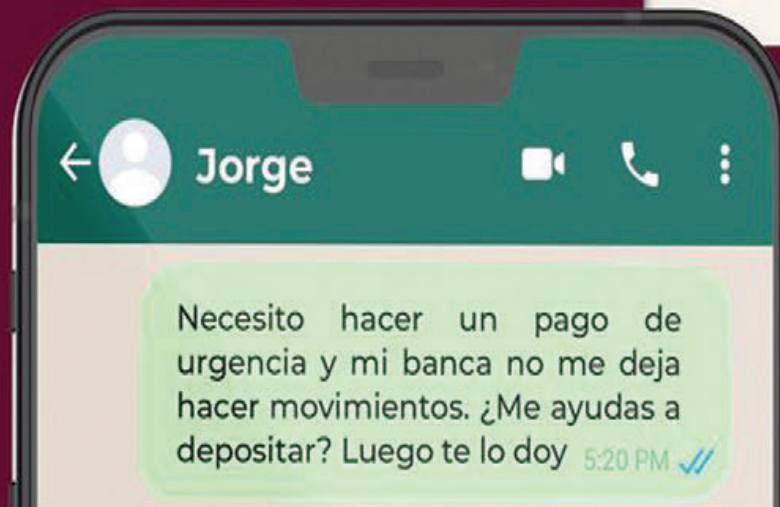 Jorge
Necesito hacer un pago de
urgencia y mi banca no me deja
hacer movimientos. ¿Me ayudas a
depositar? Luego te lo doy 5:20 PM